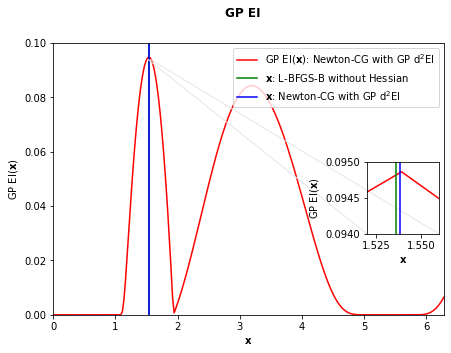 GP EI
GP EI(x): Newton-CG with GP d²EI
x: L-BFGS-B without Hessian
x: Newton-CG with GP d²EI
0.10
0.08
0.06
0.04
0.02
0.00
GP EI(x)
0 1 2 3 4 5 6
x
0.0950
0.0945
0.0940
GP EI(x)
1.525 1.550
x